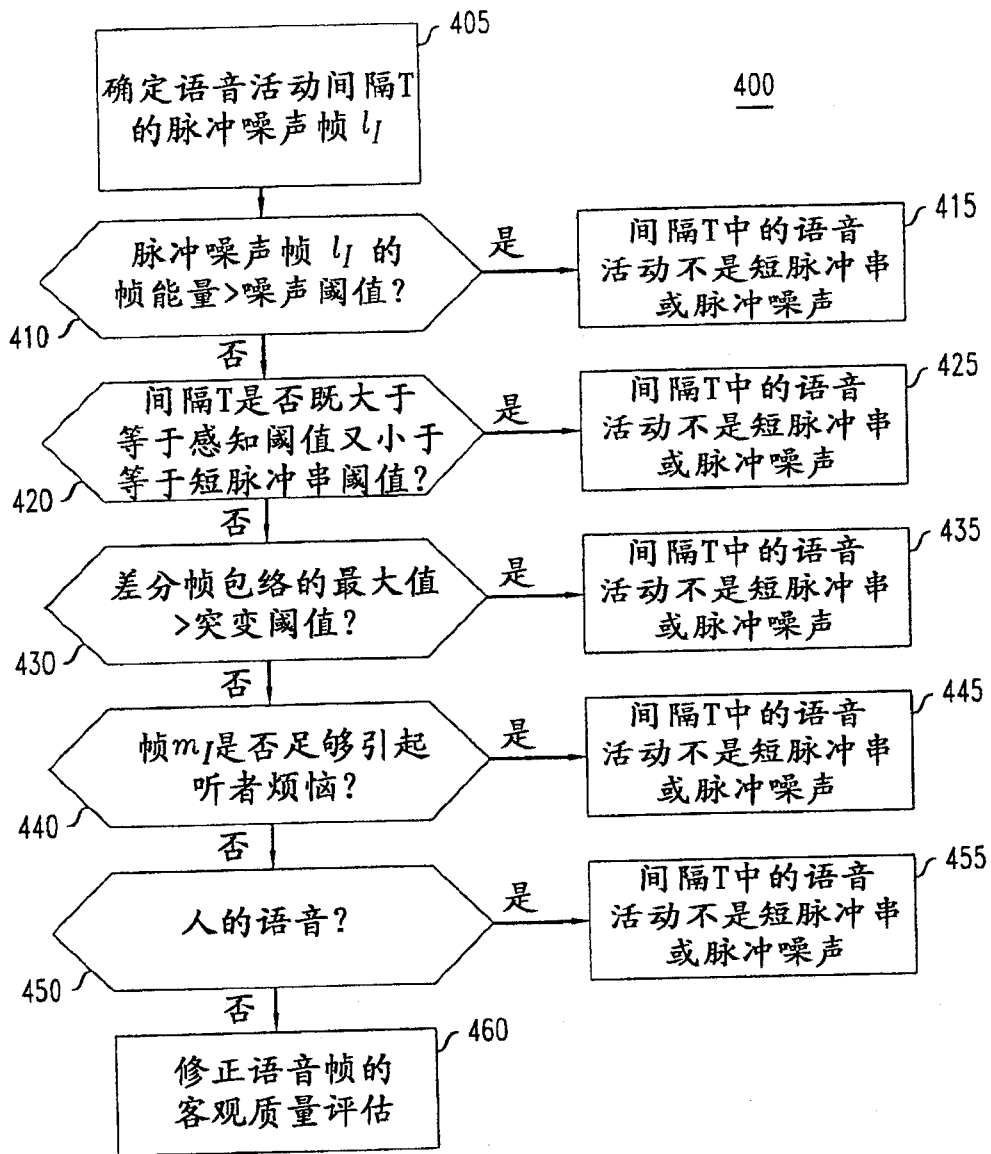 405
400
确定语音活动间隔T
的脉冲噪声帧 lI
脉冲噪声帧 lI 的
帧能量>噪声阈值?
410
是
415
间隔T中的语音
活动不是短脉冲串
或脉冲噪声
否
间隔T是否既大于
等于感知阈值又小于
等于短脉冲串阈值?
420
是
425
间隔T中的语音
活动不是短脉冲串
或脉冲噪声
否
差分帧包络的最大值
>突变阈值?
430
是
435
间隔T中的语音
活动不是短脉冲串
或脉冲噪声
否
帧mI是否足够引起
听者烦恼?
440
是
445
间隔T中的语音
活动不是短脉冲串
或脉冲噪声
否
人的语音?
450
是
455
间隔T中的语音
活动不是短脉冲串
或脉冲噪声
否
460
修正语音帧的
客观质量评估